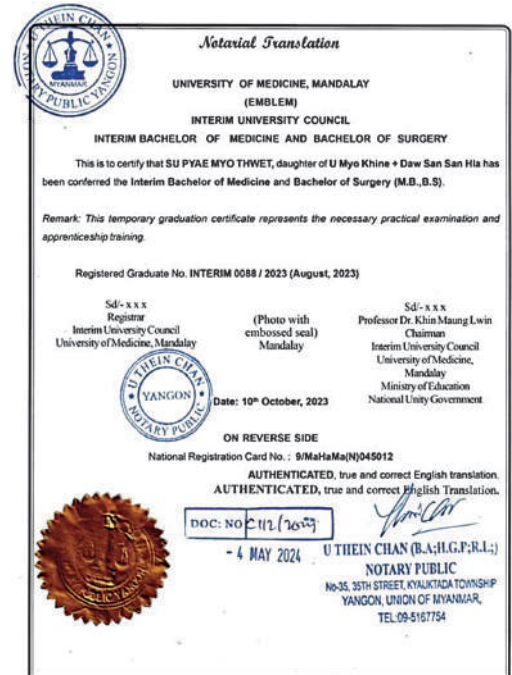 U THEIN CHAN
MYANMAR
NOTARY PUBLIC YANGON
Notarial Translation
UNIVERSITY OF MEDICINE, MANDALAY
(EMBLEM)
INTERIM UNIVERSITY COUNCIL
INTERIM BACHELOR OF MEDICINE AND BACHELOR OF SURGERY
This is to certify that SU PYAE MYO THWET, daughter of U Myo Khine + Daw San San Hla has
been conferred the Interim Bachelor of Medicine and Bachelor of Surgery (M.B.,B.S).
Remark: This temporary graduation certificate represents the necessary practical examination and
apprenticeship training.
Registered Graduate No. INTERIM 0088 / 2023 (August, 2023)
Sd/- x x x
Registrar
Interim University Council
University of Medicine, Mandalay
(Photo with
embossed seal)
Mandalay
Sd/- x x x
Professor Dr. Khin Maung Lwin
Chairman
Interim University Council
University of Medicine,
Mandalay
Ministry of Education
National Unity Government
U THEIN CHAN
YANGON
NOTARY PUBLIC
Date: 10th October, 2023
ON REVERSE SIDE
National Registration Card No. : 9/MaHaMa(N)045012
AUTHENTICATED, true and correct English translation.
AUTHENTICATED, true and correct English Translation.
DOC: NO
- 4 MAY 2024
U THEIN CHAN (B.A;H.G.P;R.L;)
NOTARY PUBLIC
No-35, 35TH STREET, KYAUKTADA TOWNSHIP
YANGON, UNION OF MYANMAR,
TEL:09-5167754